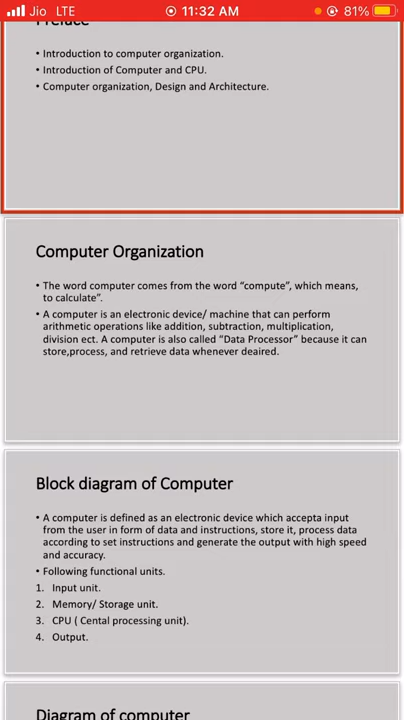 Jio LTE 11:32 AM 81%
Preface
• Introduction to computer organization.
• Introduction of Computer and CPU.
• Computer organization, Design and Architecture.
Computer Organization
• The word computer comes from the word “compute”, which means,
to calculate”.
• A computer is an electronic device/ machine that can perform
arithmetic operations like addition, subtraction, multiplication,
division ect. A computer is also called “Data Processor” because it can
store,process, and retrieve data whenever deaired.
Block diagram of Computer
• A computer is defined as an electronic device which accepta input
from the user in form of data and instructions, store it, process data
according to set instructions and generate the output with high speed
and accuracy.
• Following functional units.
1. Input unit.
2. Memory/ Storage unit.
3. CPU ( Cental processing unit).
4. Output.
Diagram of computer